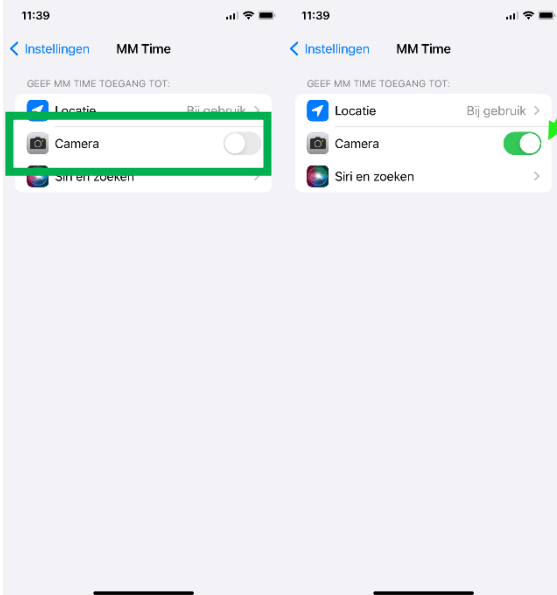 11:39
Instellingen
MM Time
GEEF MM TIME TOEGANG TOT:
Locatie
Bij gebruik
Camera
Siri en zoeken
11:39
Instellingen
MM Time
GEEF MM TIME TOEGANG TOT:
Locatie
Bij gebruik
Camera
Siri en zoeken